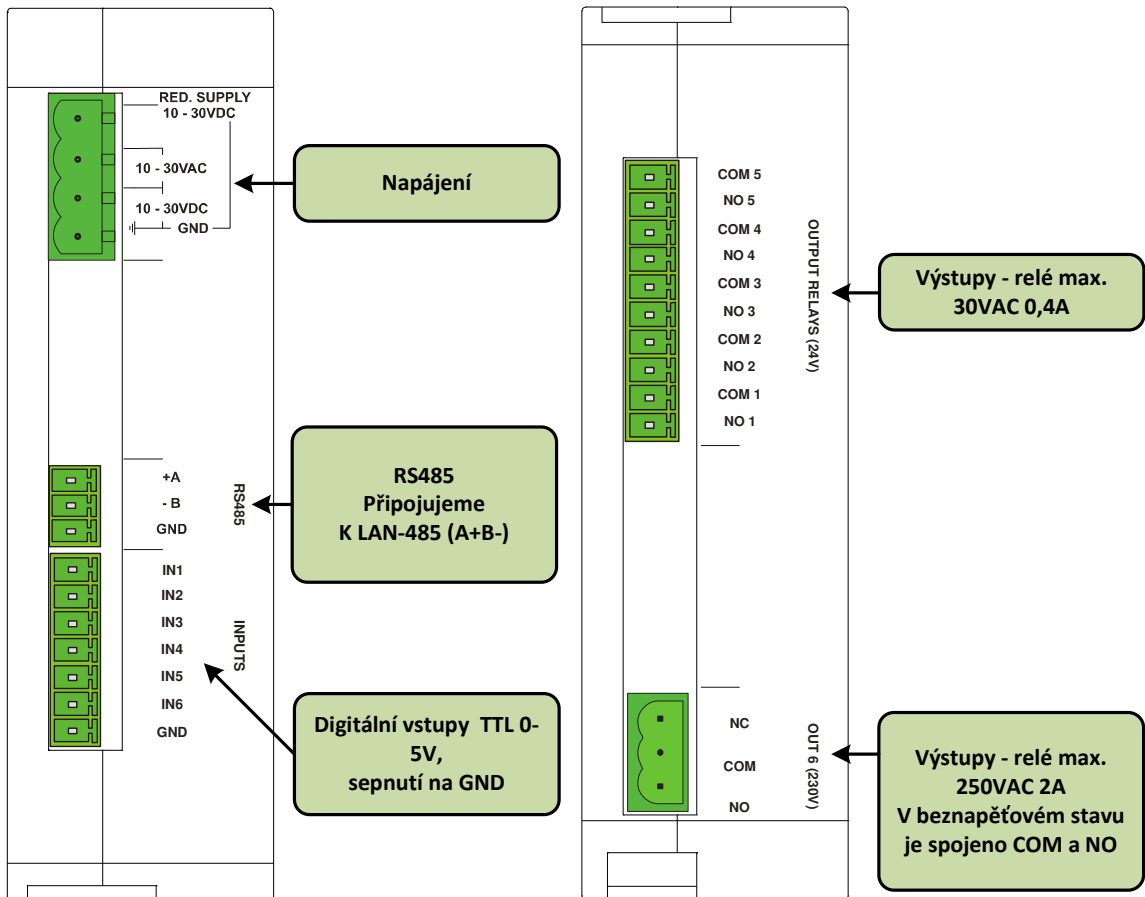 RED. SUPPLY
10 - 30VDC
10 - 30VAC
10 - 30VDC
GND
Napájení
+A
- B
GND
RS485
RS485
Připojujeme
K LAN-485 (A+B-)
IN1
IN2
IN3
IN4
IN5
IN6
GND
INPUTS
Digitální vstupy TTL 0-
5V,
sepnutí na GND
COM 5
NO 5
COM 4
NO 4
COM 3
NO 3
COM 2
NO 2
COM 1
NO 1
OUTPUT RELAYS (24V)
Výstupy - relé max.
30VAC 0,4A
NC
COM
NO
OUT 6 (230V)
Výstupy - relé max.
250VAC 2A
V beznapěťovém stavu
je spojeno COM a NO